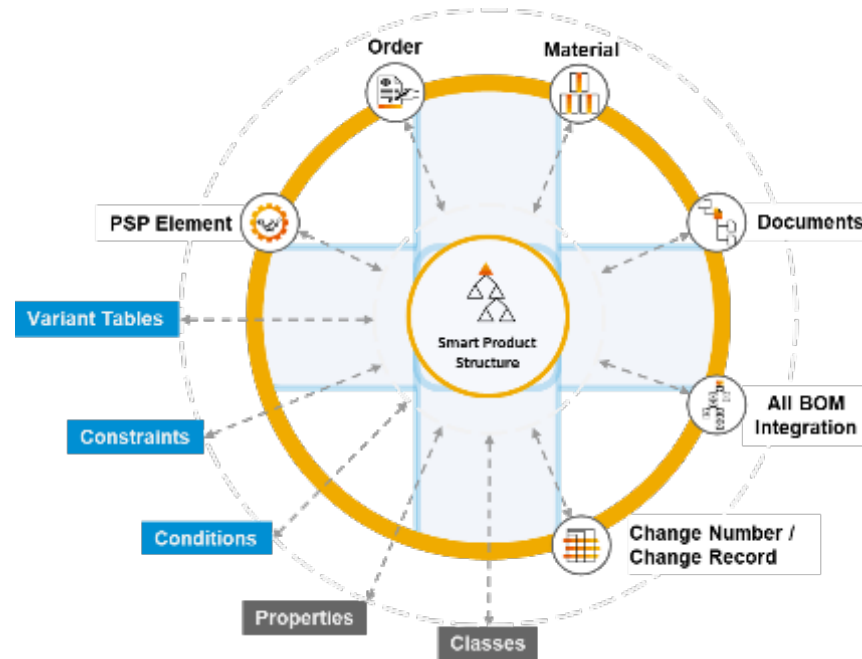 Order
Material
PSP Element
Documents
Variant Tables
Smart Product
Structure
All BOM
Integration
Constraints
Conditions
Change Number /
Change Record
Properties
Classes